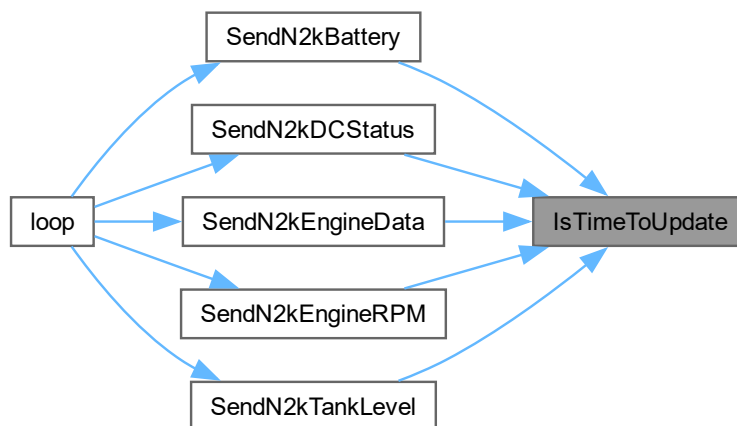 SendN2kBattery
SendN2kDCStatus
loop
SendN2kEngineData
IsTimeToUpdate
SendN2kEngineRPM
SendN2kTankLevel